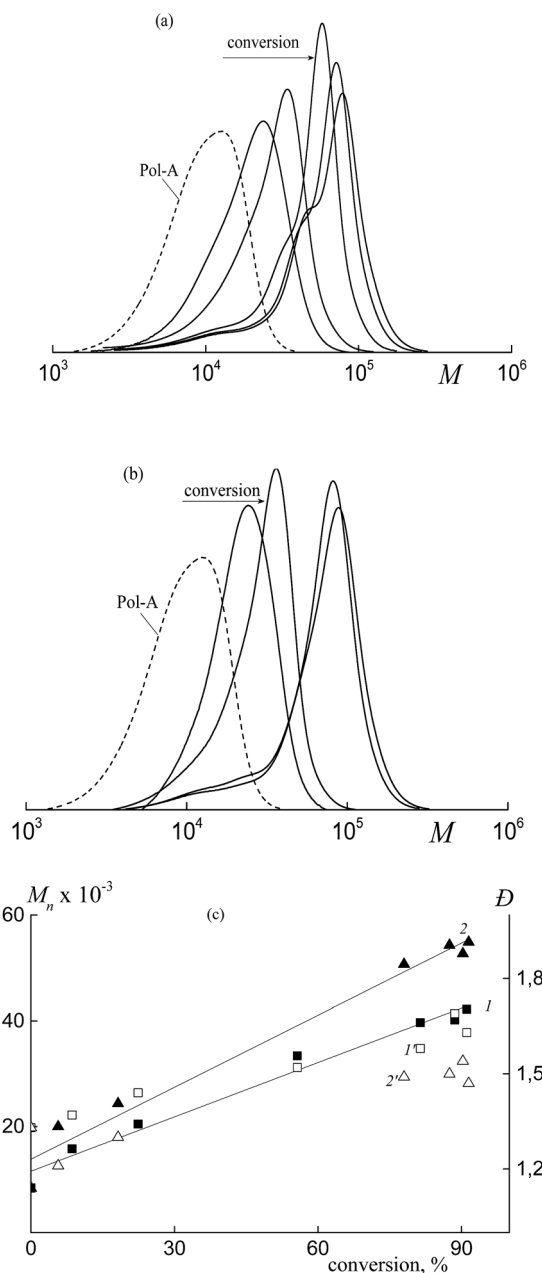 (a)
conversion
Pol-A
10³ 10⁴ 10⁵ 10⁶
M
(b)
conversion
Pol-A
10³ 10⁴ 10⁵ 10⁶
M
Mₙ x 10⁻³ (c) Đ
60
2
1,8
40 1
1'
2' 1,5
20
1,2
0 30 60 90
conversion, %